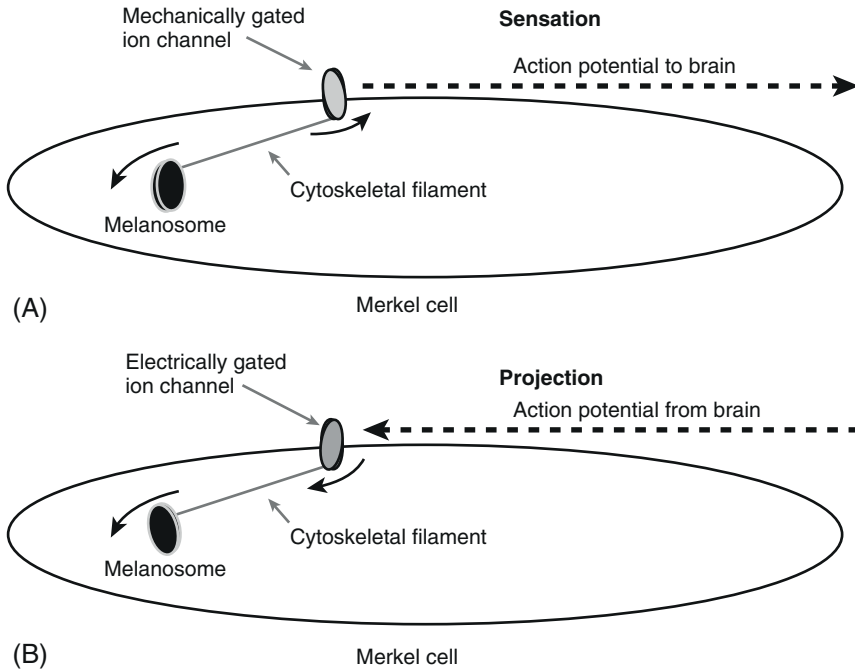 Mechanically gated
ion channel
Sensation
Action potential to brain
Cytoskeletal filament
Melanosome
(A)
Merkel cell
Electrically gated
ion channel
Projection
Action potential from brain
Cytoskeletal filament
Melanosome
(B)
Merkel cell